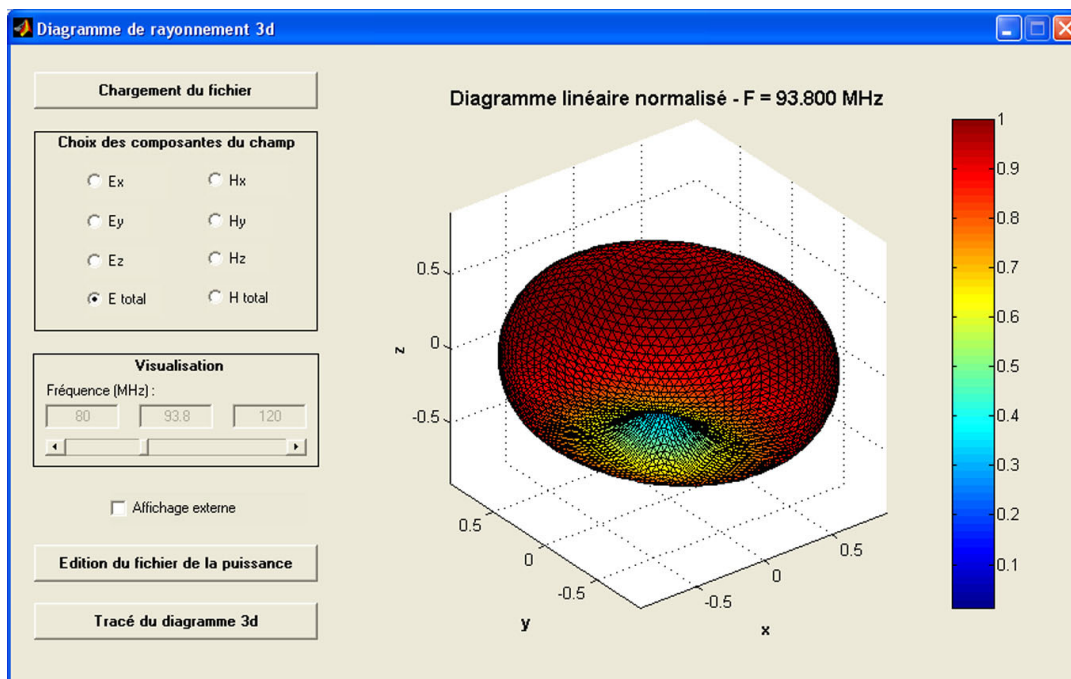 Diagramme de rayonnement 3d
Chargement du fichier
Choix des composantes du champ
Ex Hx
Ey Hy
Ez Hz
E total H total
Visualisation
Fréquence (MHz) :
80 93.8 120
Affichage externe
Edition du fichier de la puissance
Tracé du diagramme 3d
Diagramme linéaire normalisé - F = 93.800 MHz
z
0.5
0
-0.5
0.5
0
-0.5
y
-0.5
0
0.5
x
1
0.9
0.8
0.7
0.6
0.5
0.4
0.3
0.2
0.1